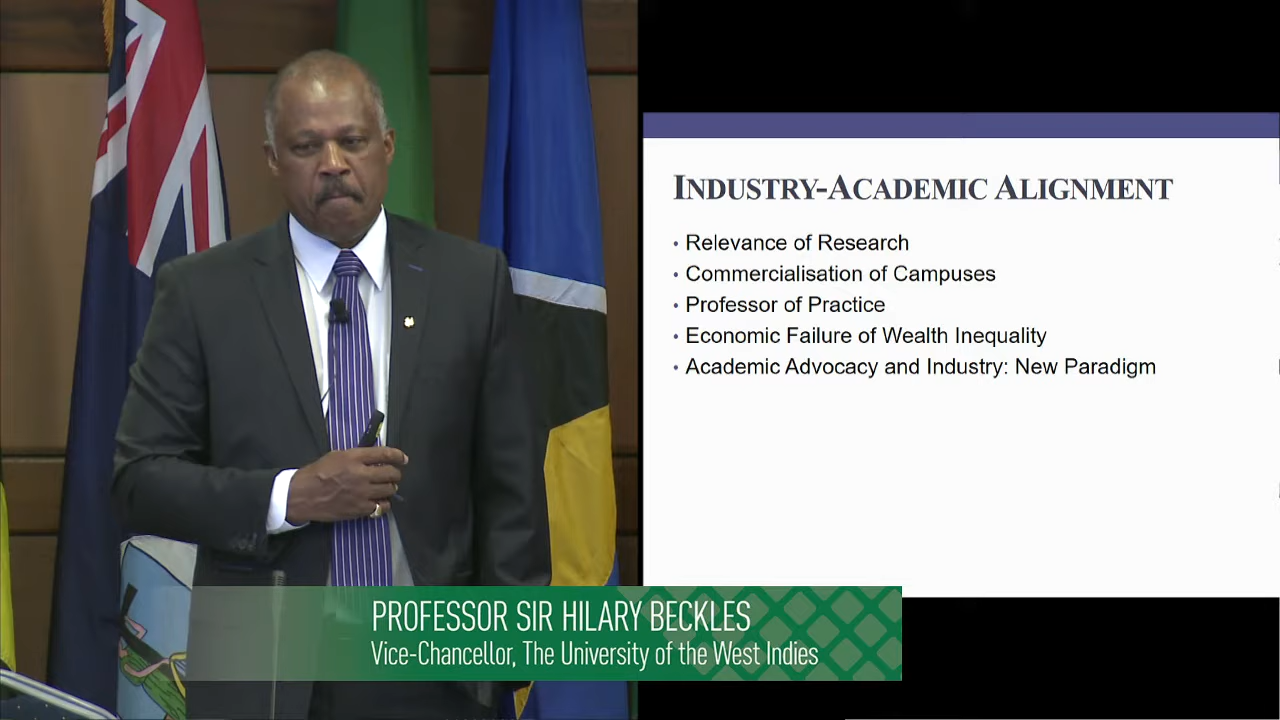 INDUSTRY-ACADEMIC ALIGNMENT
• Relevance of Research
• Commercialisation of Campuses
• Professor of Practice
• Economic Failure of Wealth Inequality
• Academic Advocacy and Industry: New Paradigm
PROFESSOR SIR HILARY BECKLES
Vice-Chancellor, The University of the West Indies